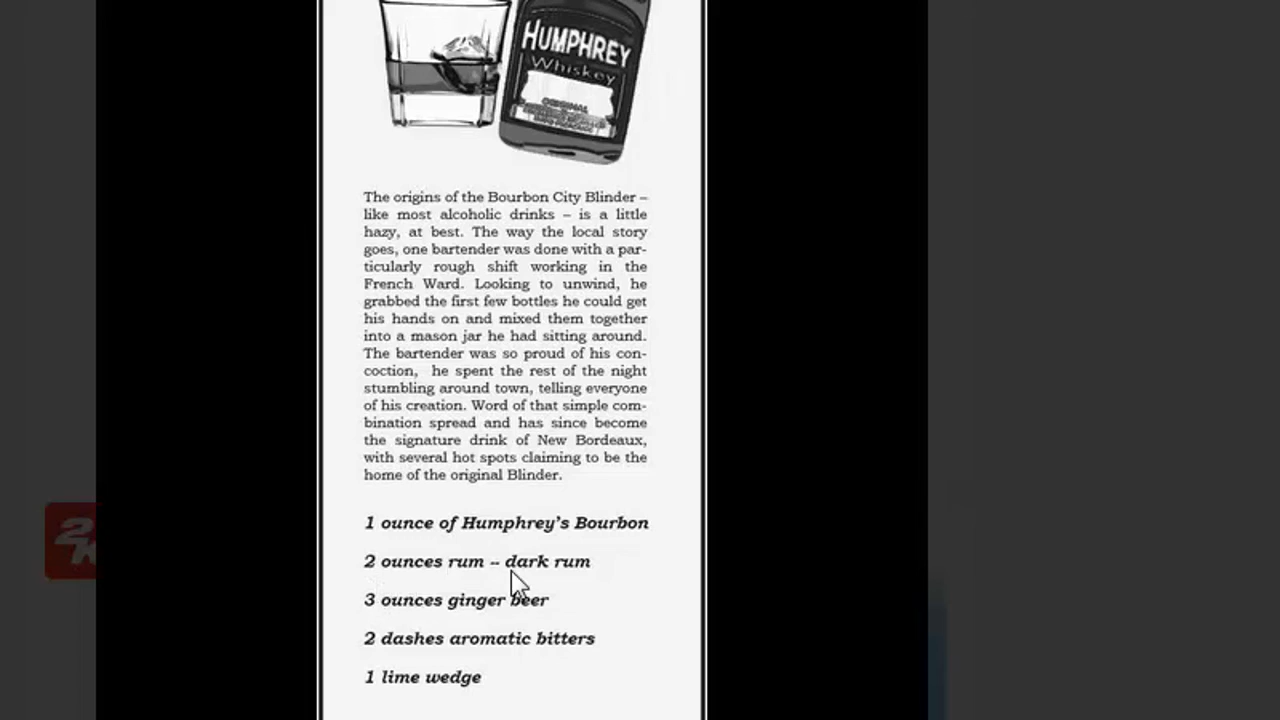 HUMPHREY
Whiskey
ORIGINAL
The origins of the Bourbon City Blinder –
like most alcoholic drinks – is a little
hazy, at best. The way the local story
goes, one bartender was done with a par-
ticularly rough shift working in the
French Ward. Looking to unwind, he
grabbed the first few bottles he could get
his hands on and mixed them together
into a mason jar he had sitting around.
The bartender was so proud of his con-
coction, he spent the rest of the night
stumbling around town, telling everyone
of his creation. Word of that simple com-
bination spread and has since become
the signature drink of New Bordeaux,
with several hot spots claiming to be the
home of the original Blinder.
1 ounce of Humphrey's Bourbon
2 ounces rum -- dark rum
3 ounces ginger beer
2 dashes aromatic bitters
1 lime wedge
2K